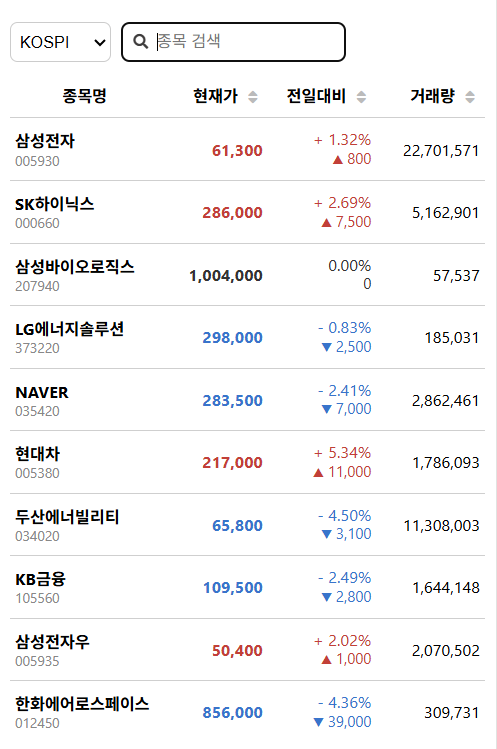 KOSPI 종목 검색
종목명 현재가 전일대비 거래량
삼성전자 61,300 + 1.32% 22,701,571
005930 ▲ 800
SK하이닉스 286,000 + 2.69% 5,162,901
000660 ▲ 7,500
삼성바이오로직스 1,004,000 0.00% 57,537
207940 0
LG에너지솔루션 298,000 - 0.83% 185,031
373220 ▼ 2,500
NAVER 283,500 - 2.41% 2,862,461
035420 ▼ 7,000
현대차 217,000 + 5.34% 1,786,093
005380 ▲ 11,000
두산에너빌리티 65,800 - 4.50% 11,308,003
034020 ▼ 3,100
KB금융 109,500 - 2.49% 1,644,148
105560 ▼ 2,800
삼성전자우 50,400 + 2.02% 2,070,502
005935 ▲ 1,000
한화에어로스페이스 856,000 - 4.36% 309,731
012450 ▼ 39,000